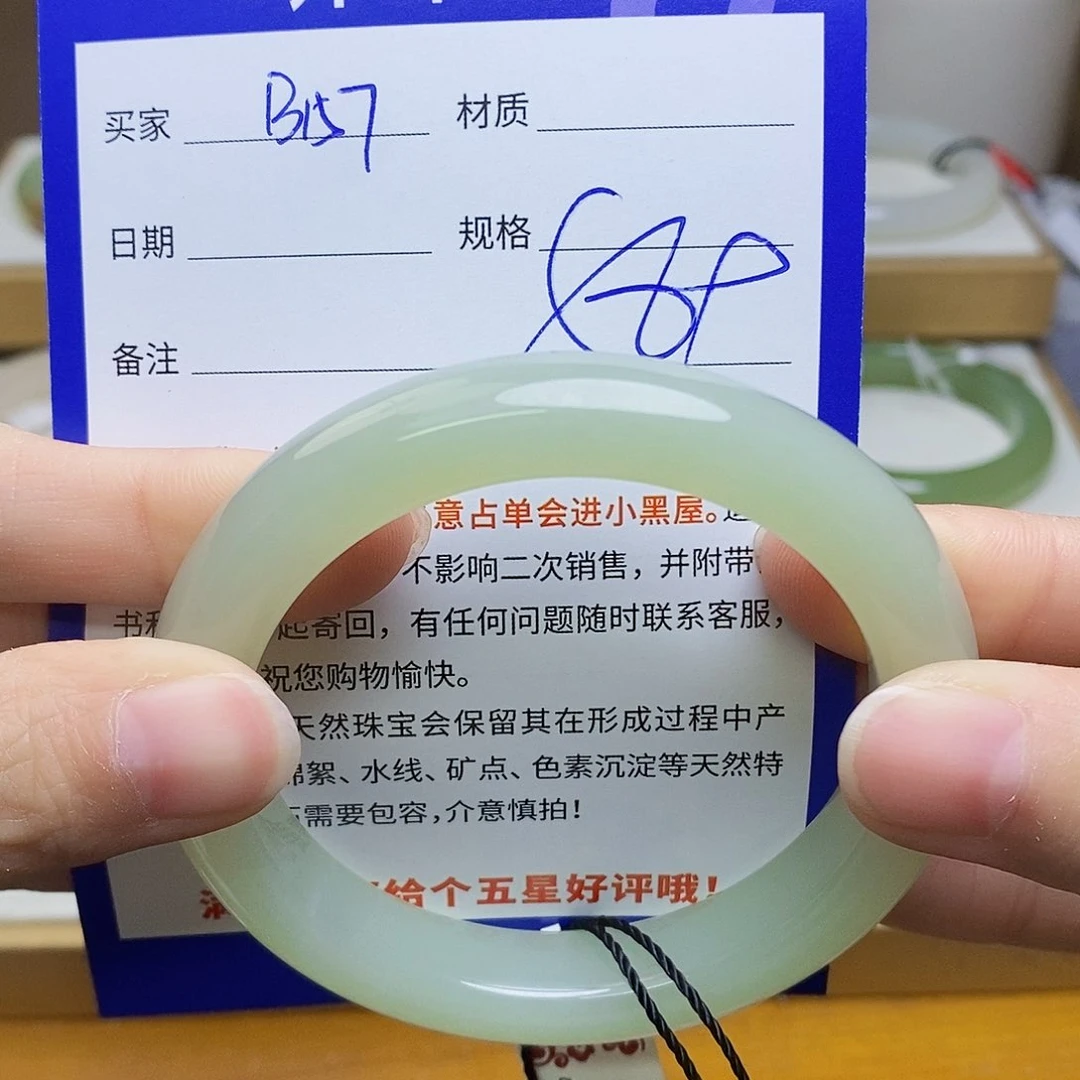 买家 B157 材质
日期 规格
备注
意占单会进小黑屋。
不影响二次销售，并附带
书 起寄回，有任何问题随时联系客服，
祝您购物愉快。
天然珠宝会保留其在形成过程中产
棉絮、水线、矿点、色素沉淀等天然特
需要包容，介意慎拍！
给个五星好评哦！